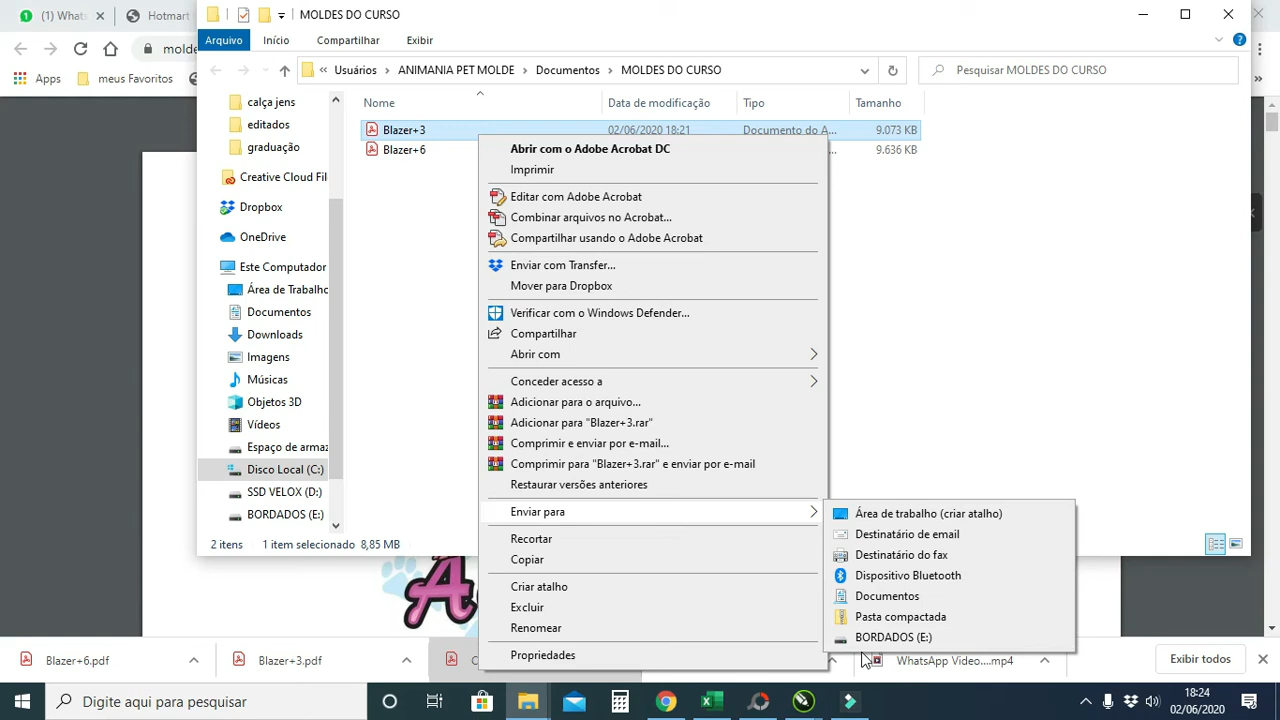 (1) Whats
Hotmart
MOLDES DO CURSO
Arquivo
Início
Compartilhar
Exibir
molde
« Usuários > ANIMANIA PET MOLDE > Documentos > MOLDES DO CURSO
Pesquisar MOLDES DO CURSO
Apps
meus Favoritos
calça jens
editados
graduação
Creative Cloud Fil
Dropbox
OneDrive
Este Computador
Área de Trabalho
Documentos
Downloads
Imagens
Músicas
Objetos 3D
Vídeos
Espaço de armaz
Disco Local (C:)
SSD VELOX (D:)
BORDADOS (E:)
Nome
Data de modificação
Tipo
Tamanho
Blazer+3
02/06/2020 18:21
Documento do A...
9.073 KB
Blazer+6
9.636 KB
Abrir com o Adobe Acrobat DC
Imprimir
Editar com Adobe Acrobat
Combinar arquivos no Acrobat...
Compartilhar usando o Adobe Acrobat
Enviar com Transfer...
Mover para Dropbox
Verificar com o Windows Defender...
Compartilhar
Abrir com
Conceder acesso a
Adicionar para o arquivo...
Adicionar para "Blazer+3.rar"
Comprimir e enviar por e-mail...
Comprimir para "Blazer+3.rar" e enviar por e-mail
Restaurar versões anteriores
Enviar para
Recortar
Copiar
Criar atalho
Excluir
Renomear
Propriedades
Área de trabalho (criar atalho)
Destinatário de email
Destinatário do fax
Dispositivo Bluetooth
Documentos
Pasta compactada
BORDADOS (E:)
2 itens
1 item selecionado 8,85 MB
Blazer+6.pdf
Blazer+3.pdf
WhatsApp Video....mp4
Exibir todos
Digite aqui para pesquisar
18:24
02/06/2020